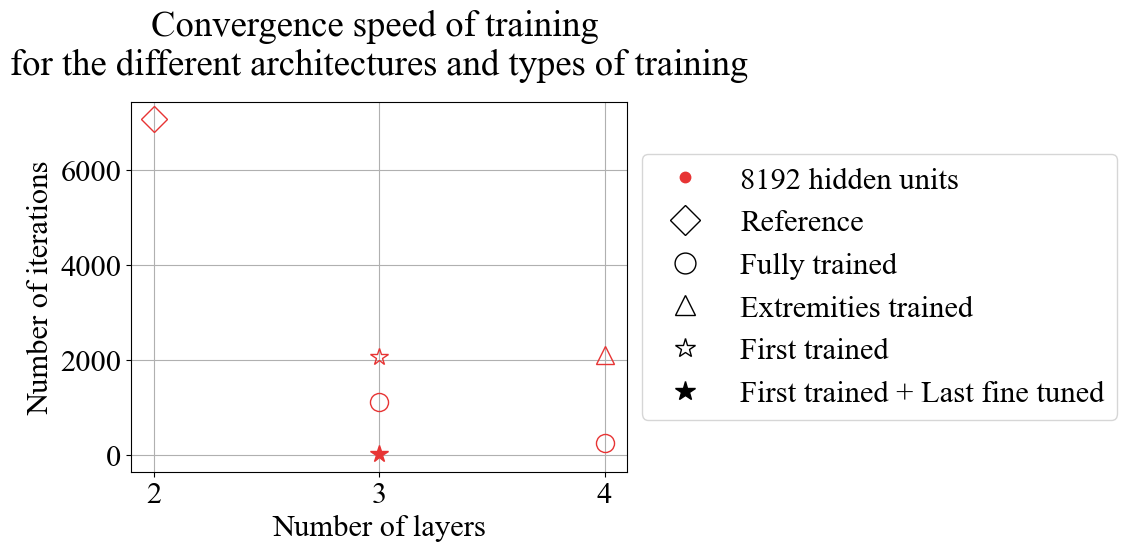 Convergence speed of training
for the different architectures and types of training
Number of iterations
6000
4000
2000
0
2
3
4
Number of layers
8192 hidden units
Reference
Fully trained
Extremities trained
First trained
First trained + Last fine tuned